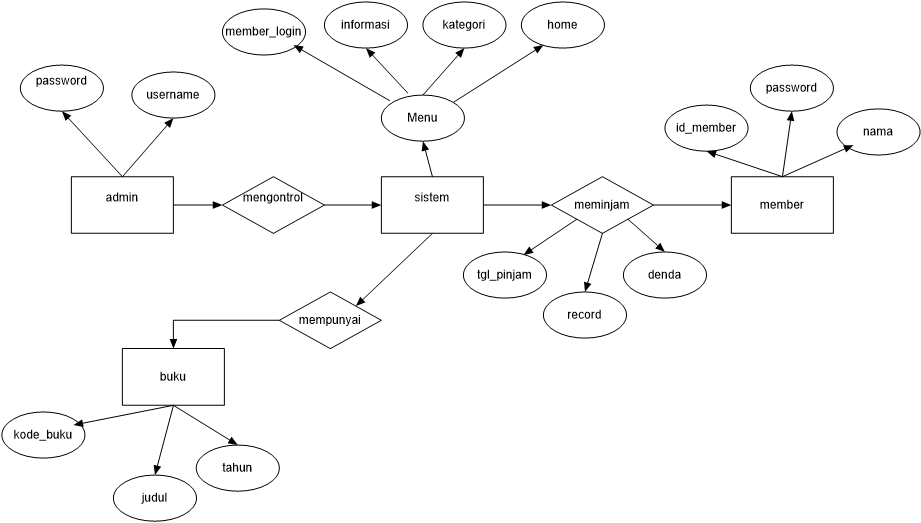 member_login
informasi
kategori
home
password
username
Menu
password
id_member
nama
admin
mengontrol
sistem
meminjam
member
tgl_pinjam
denda
record
mempunyai
buku
kode_buku
tahun
judul